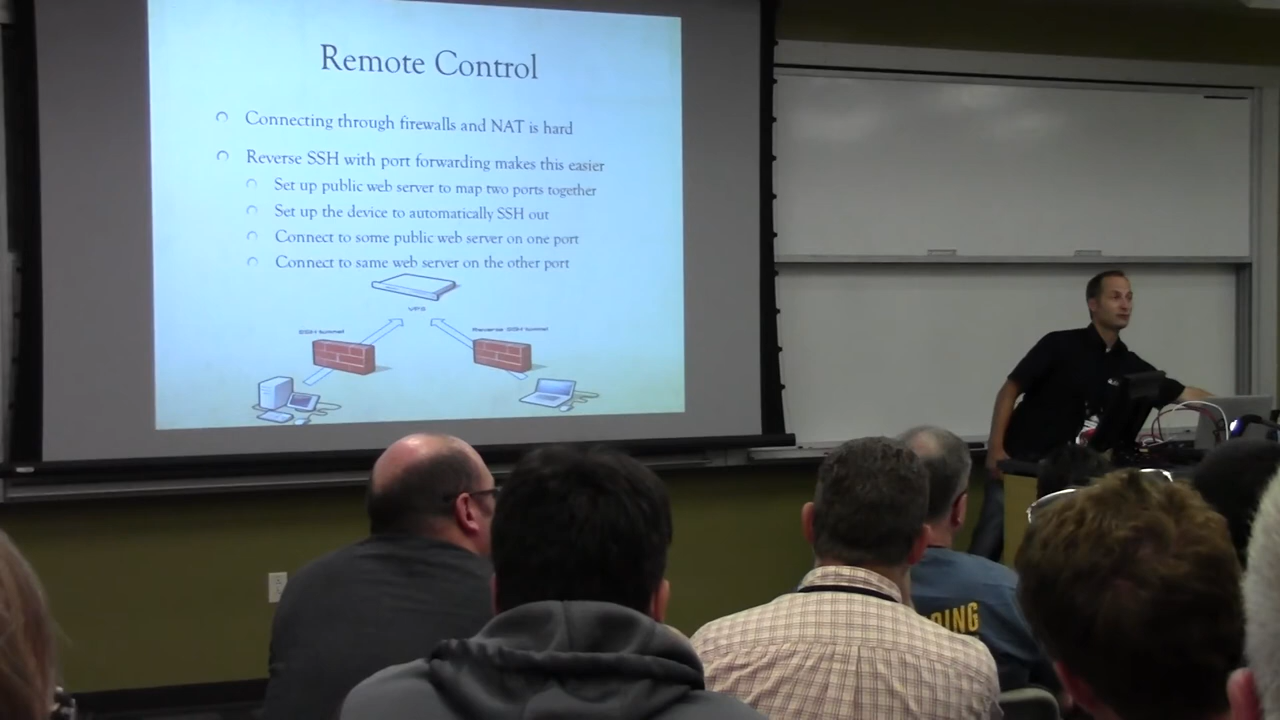 Remote Control
Connecting through firewalls and NAT is hard
Reverse SSH with port forwarding makes this easier
Set up public web server to map two ports together
Set up the device to automatically SSH out
Connect to some public web server on one port
Connect to same web server on the other port
VPS
SSH tunnel
Reverse SSH tunnel